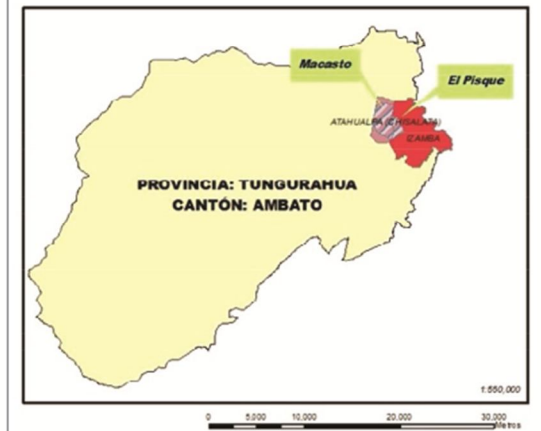 Macasto
El Pisque
ATAHUALPA (CHISALATA)
IZAMBA
PROVINCIA: TUNGURAHUA
CANTÓN: AMBATO
1:550,000
0 5,000 10,000 20,000 30,000
Metros